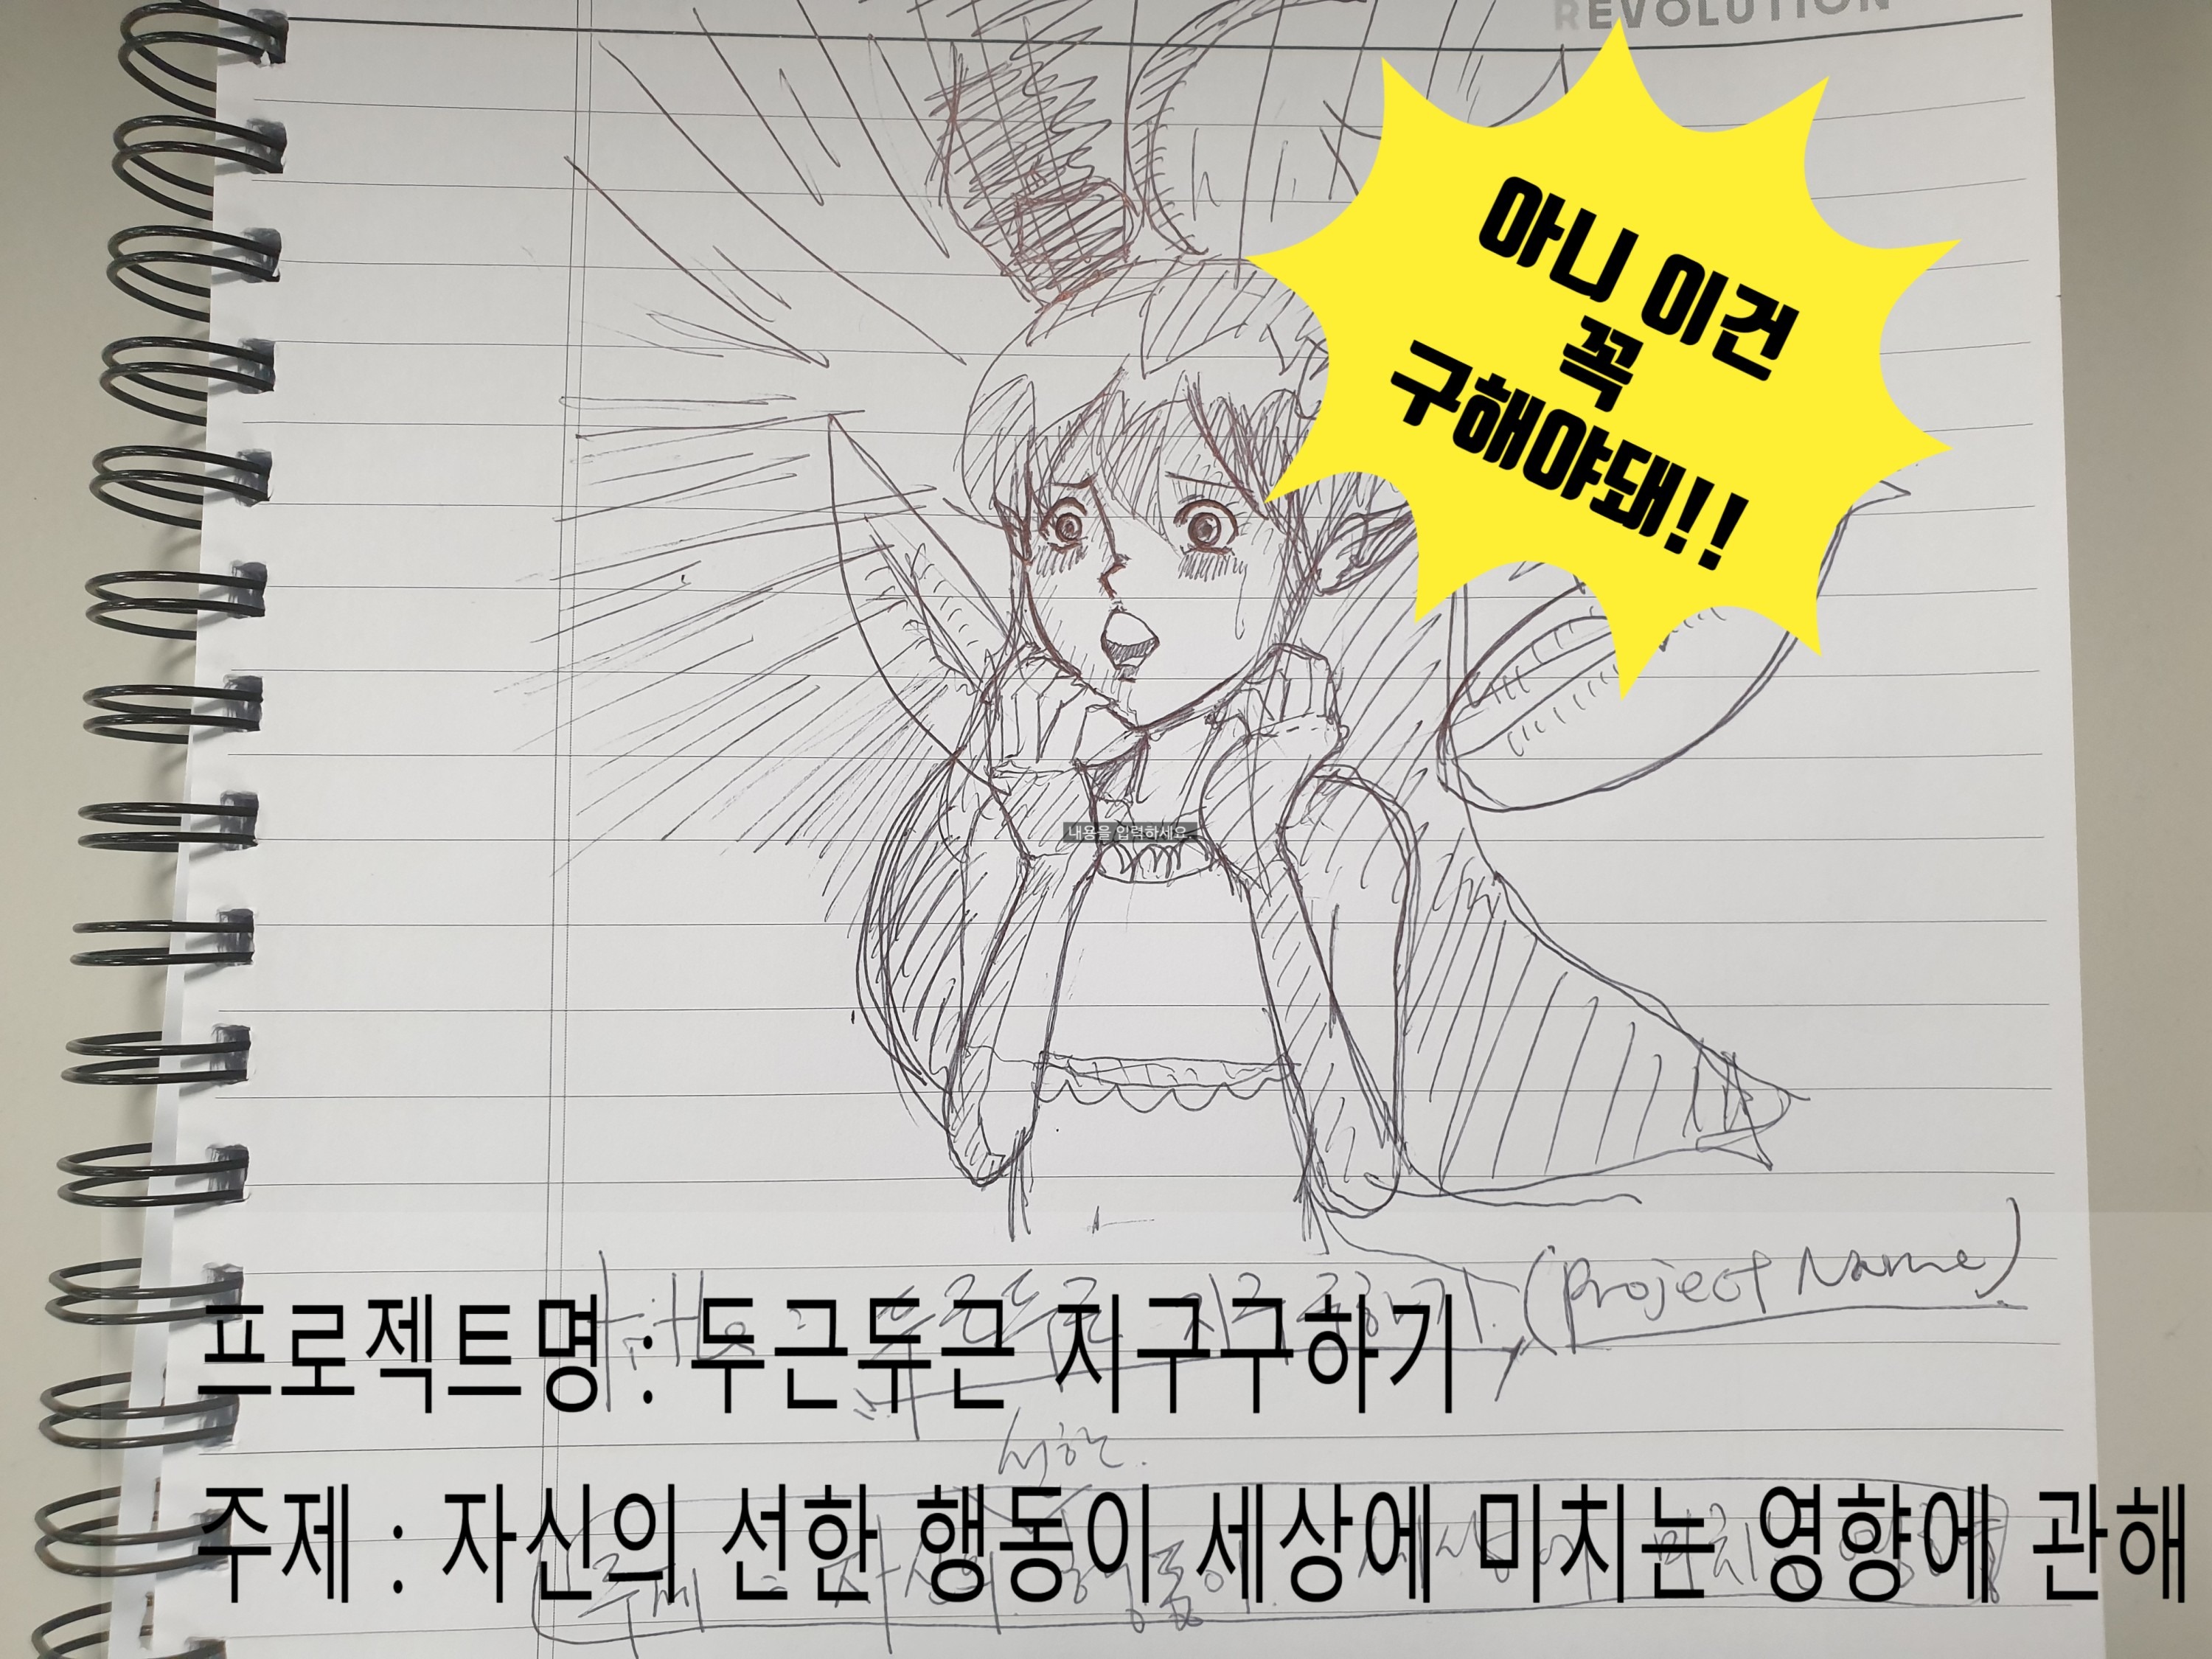 REVOLUTION
아니 이건
꼭
구해야돼!!
내용을 입력하세요.
(Project Name)
프로젝트명 : 두근두근 지구구하기
선한
주제 : 자신의 선한 행동이 세상에 미치는 영향에 관해